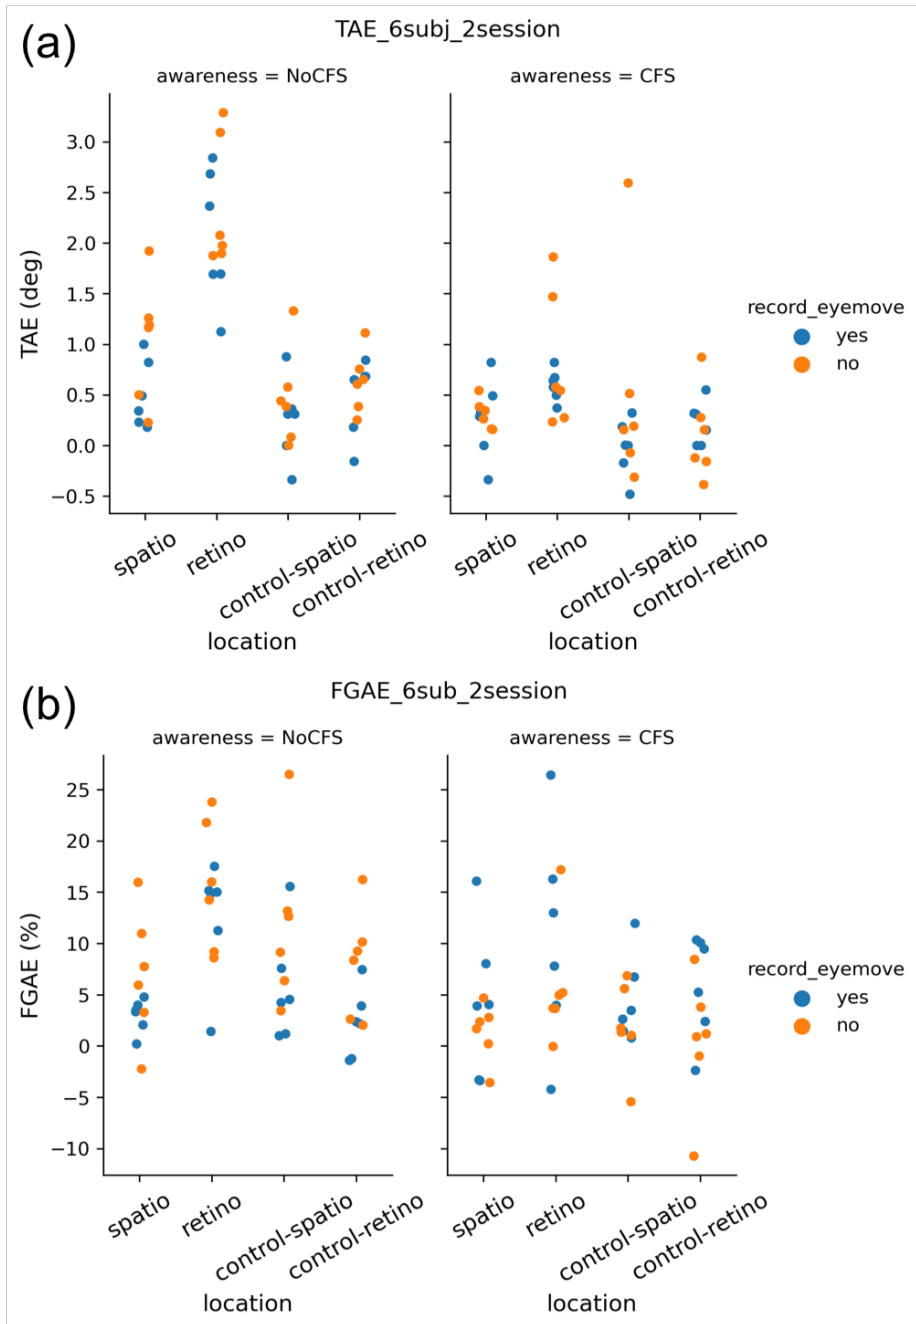 (a)
TAE_6subj_2session
awareness = NoCFS
awareness = CFS
TAE (deg)
3.0
2.5
2.0
1.5
1.0
0.5
0.0
−0.5
spatio
retino
control-spatio
control-retino
location
spatio
retino
control-spatio
control-retino
location
record_eyemove
yes
no
(b)
FGAE_6sub_2session
awareness = NoCFS
awareness = CFS
FGAE (%)
25
20
15
10
5
0
−5
−10
spatio
retino
control-spatio
control-retino
location
spatio
retino
control-spatio
control-retino
location
record_eyemove
yes
no